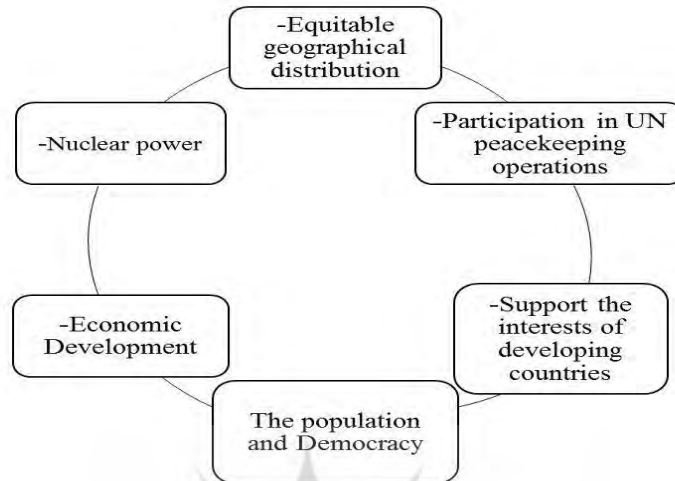 -Equitable
geographical
distribution
-Participation in UN
peacekeeping
operations
-Support the
interests of
developing
countries
The population
and Democracy
-Economic
Development
-Nuclear power